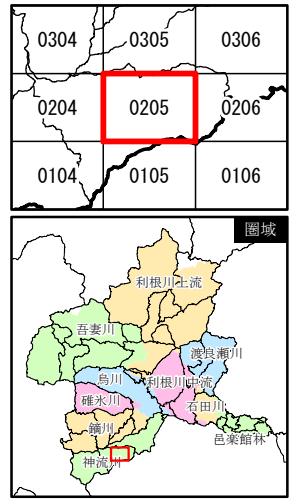 0304 0305 0306
0204 0205 0206
0104 0105 0106
圏域
利根川上流
吾妻川
渡良瀬川
烏川
利根川中流
碓氷川
石田川
鏑川
邑楽館林
神流川